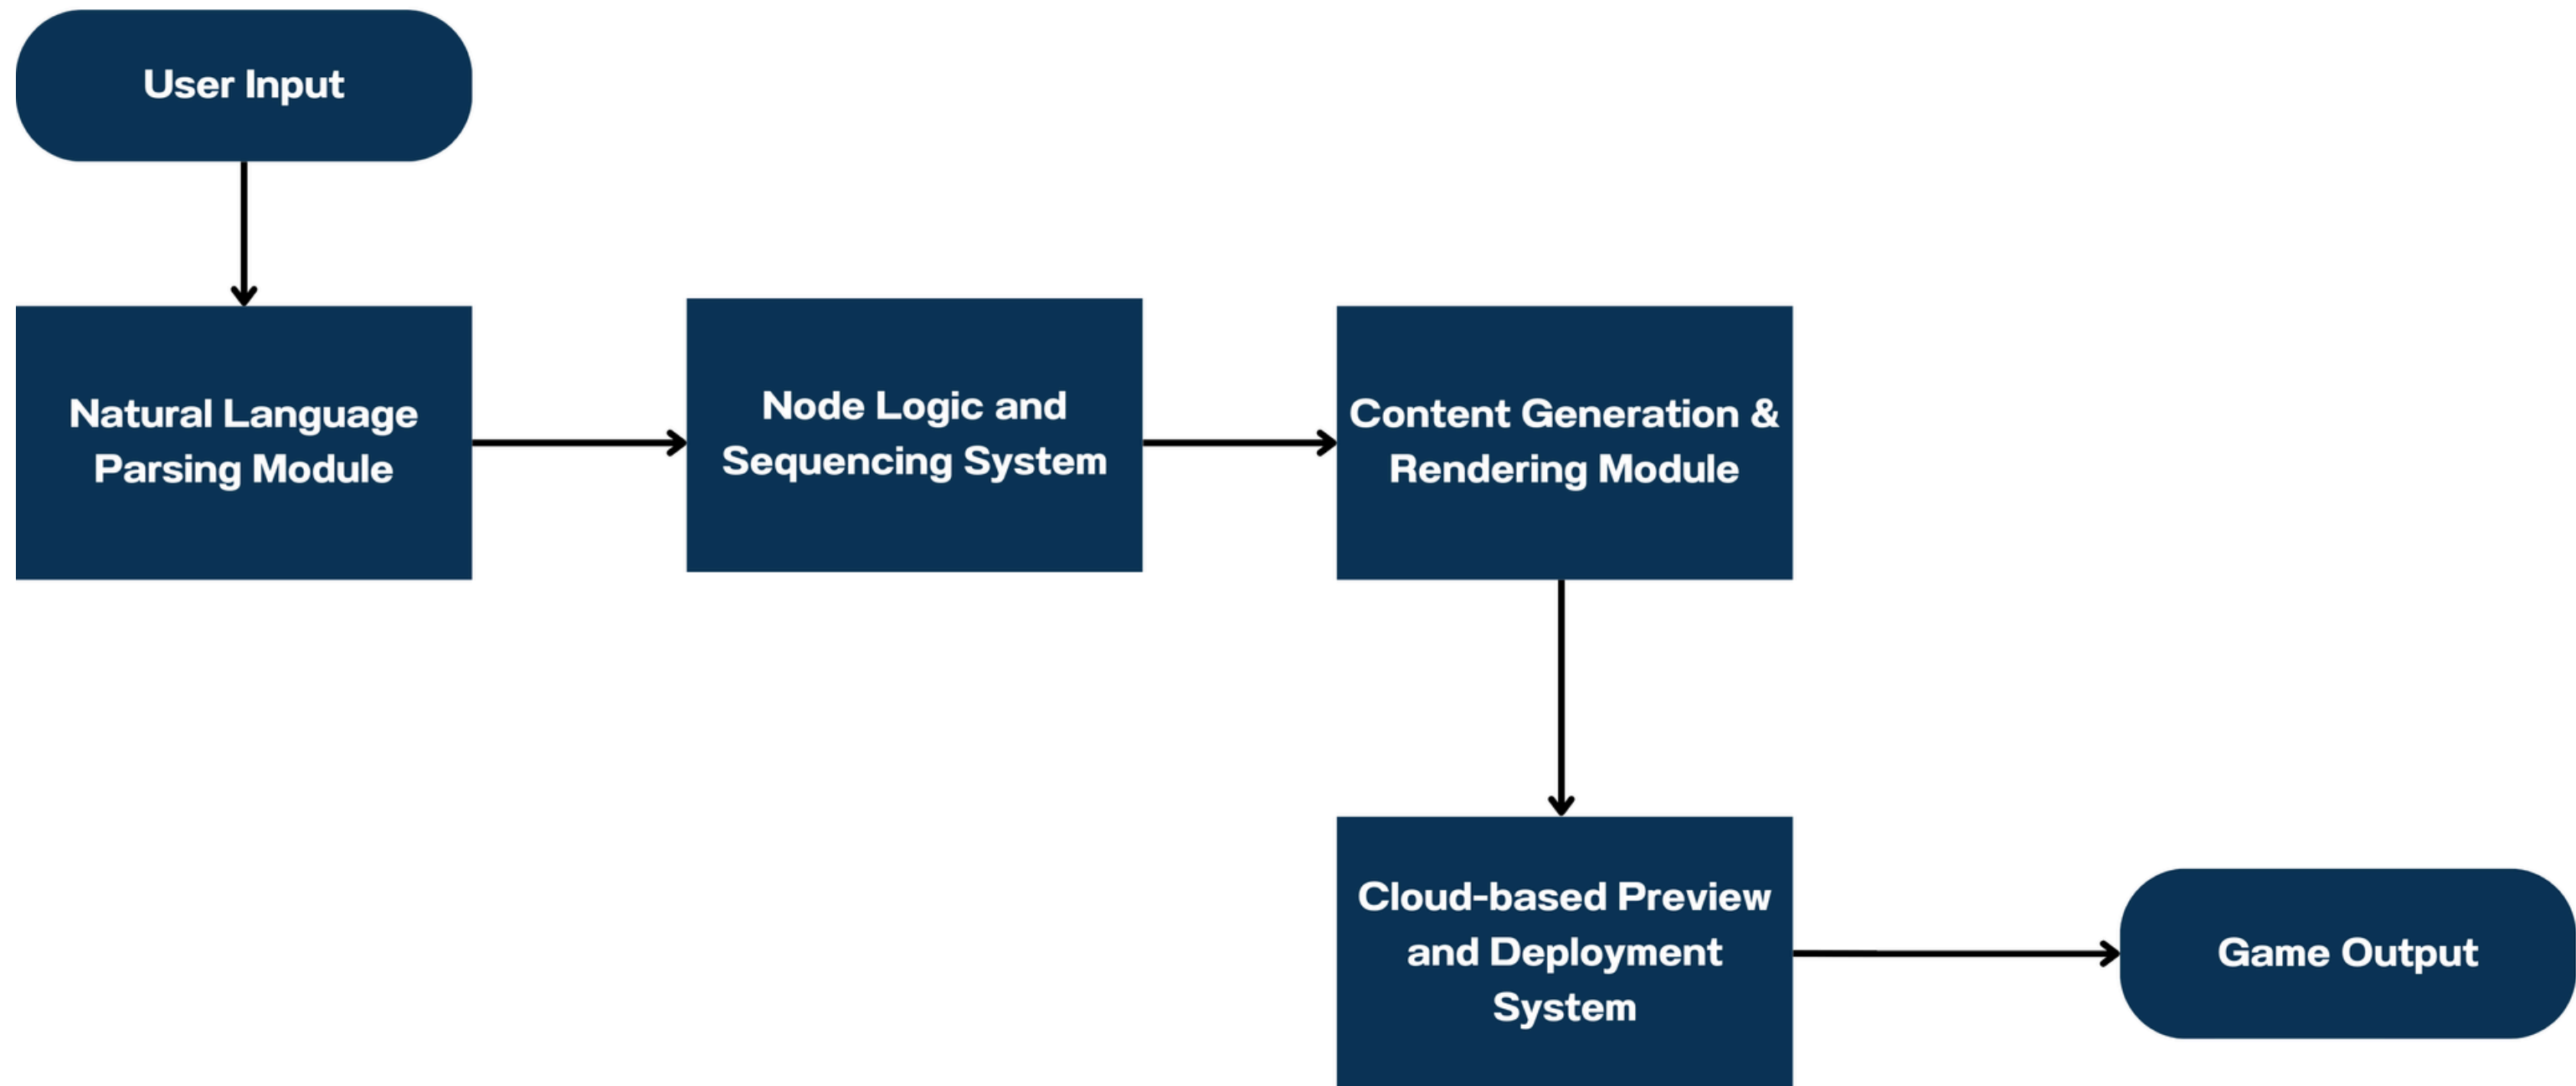 User Input
Natural Language
Parsing Module
Node Logic and
Sequencing System
Content Generation &
Rendering Module
Cloud-based Preview
and Deployment
System
Game Output